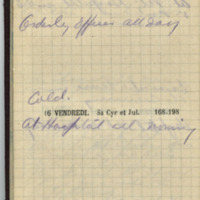 Orderly Officer all day
Cold.
16 VENDREDI. ss Cyr et Jul. 168-198
At Hospital all morning